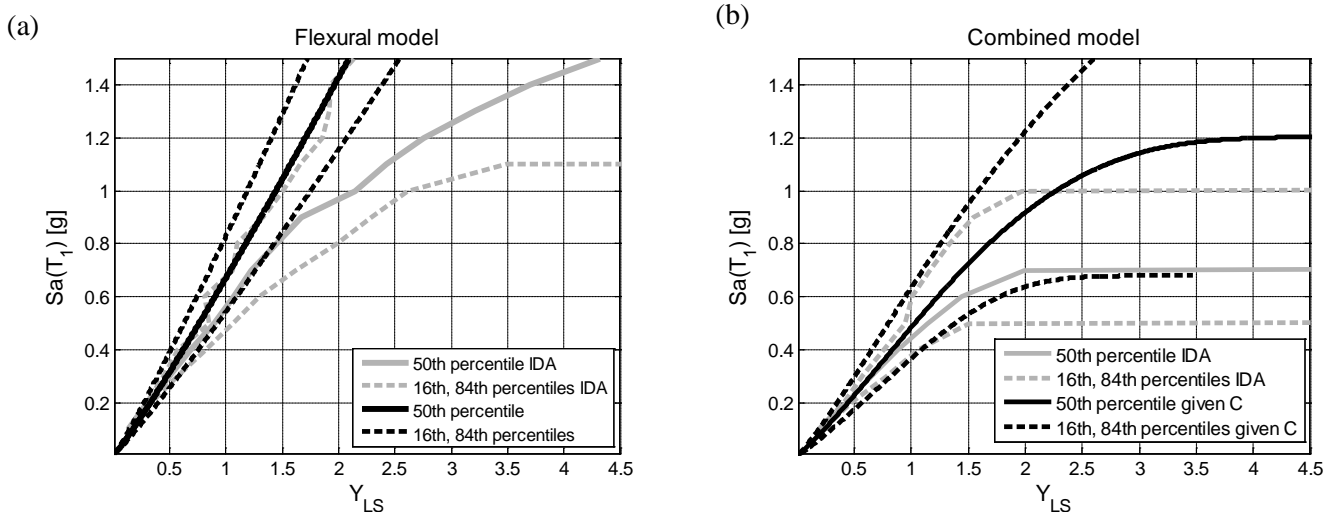 (a)
Flexural model
1.4
1.2
1
0.8
0.6
0.4
0.2
Sa(T1) [g]
0.5 1 1.5 2 2.5 3 3.5 4 4.5
YLS
50th percentile IDA
16th, 84th percentiles IDA
50th percentile
16th, 84th percentiles
(b)
Combined model
1.4
1.2
1
0.8
0.6
0.4
0.2
Sa(T1) [g]
0.5 1 1.5 2 2.5 3 3.5 4 4.5
YLS
50th percentile IDA
16th, 84th percentiles IDA
50th percentile given C
16th, 84th percentiles given C